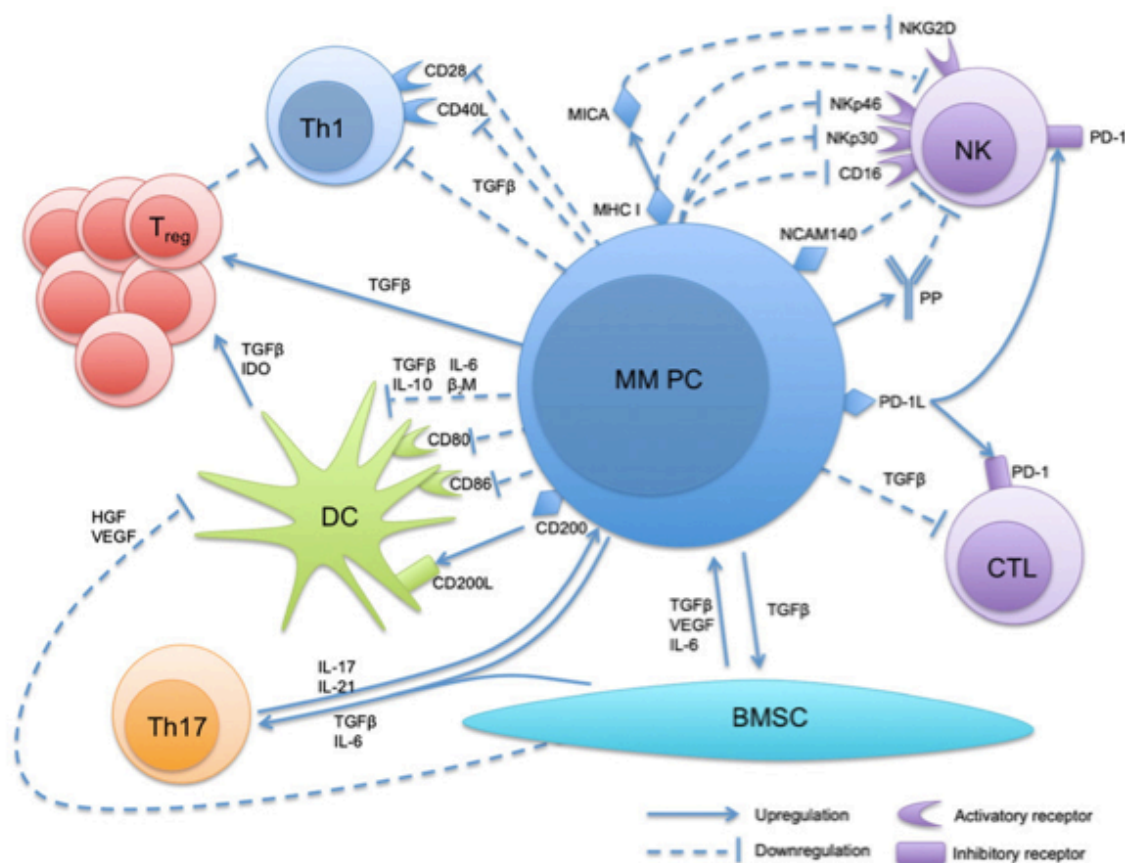 NKG2D
CD28
NKp46
CD40L
MICA
Th1
NKp30
NK
PD-1
CD16
TGFβ
MHC I
NCAM140
Treg
TGFβ
PP
TGFβ
IDO
TGFβ IL-6
IL-10 β2M
MM PC
PD-1L
CD80
PD-1
CD86
TGFβ
HGF
VEGF
DC
CD200
CTL
CD200L
TGFβ
VEGF
IL-6
TGFβ
IL-17
IL-21
Th17
TGFβ
IL-6
BMSC
Upregulation
Activatory receptor
Downregulation
Inhibitory receptor